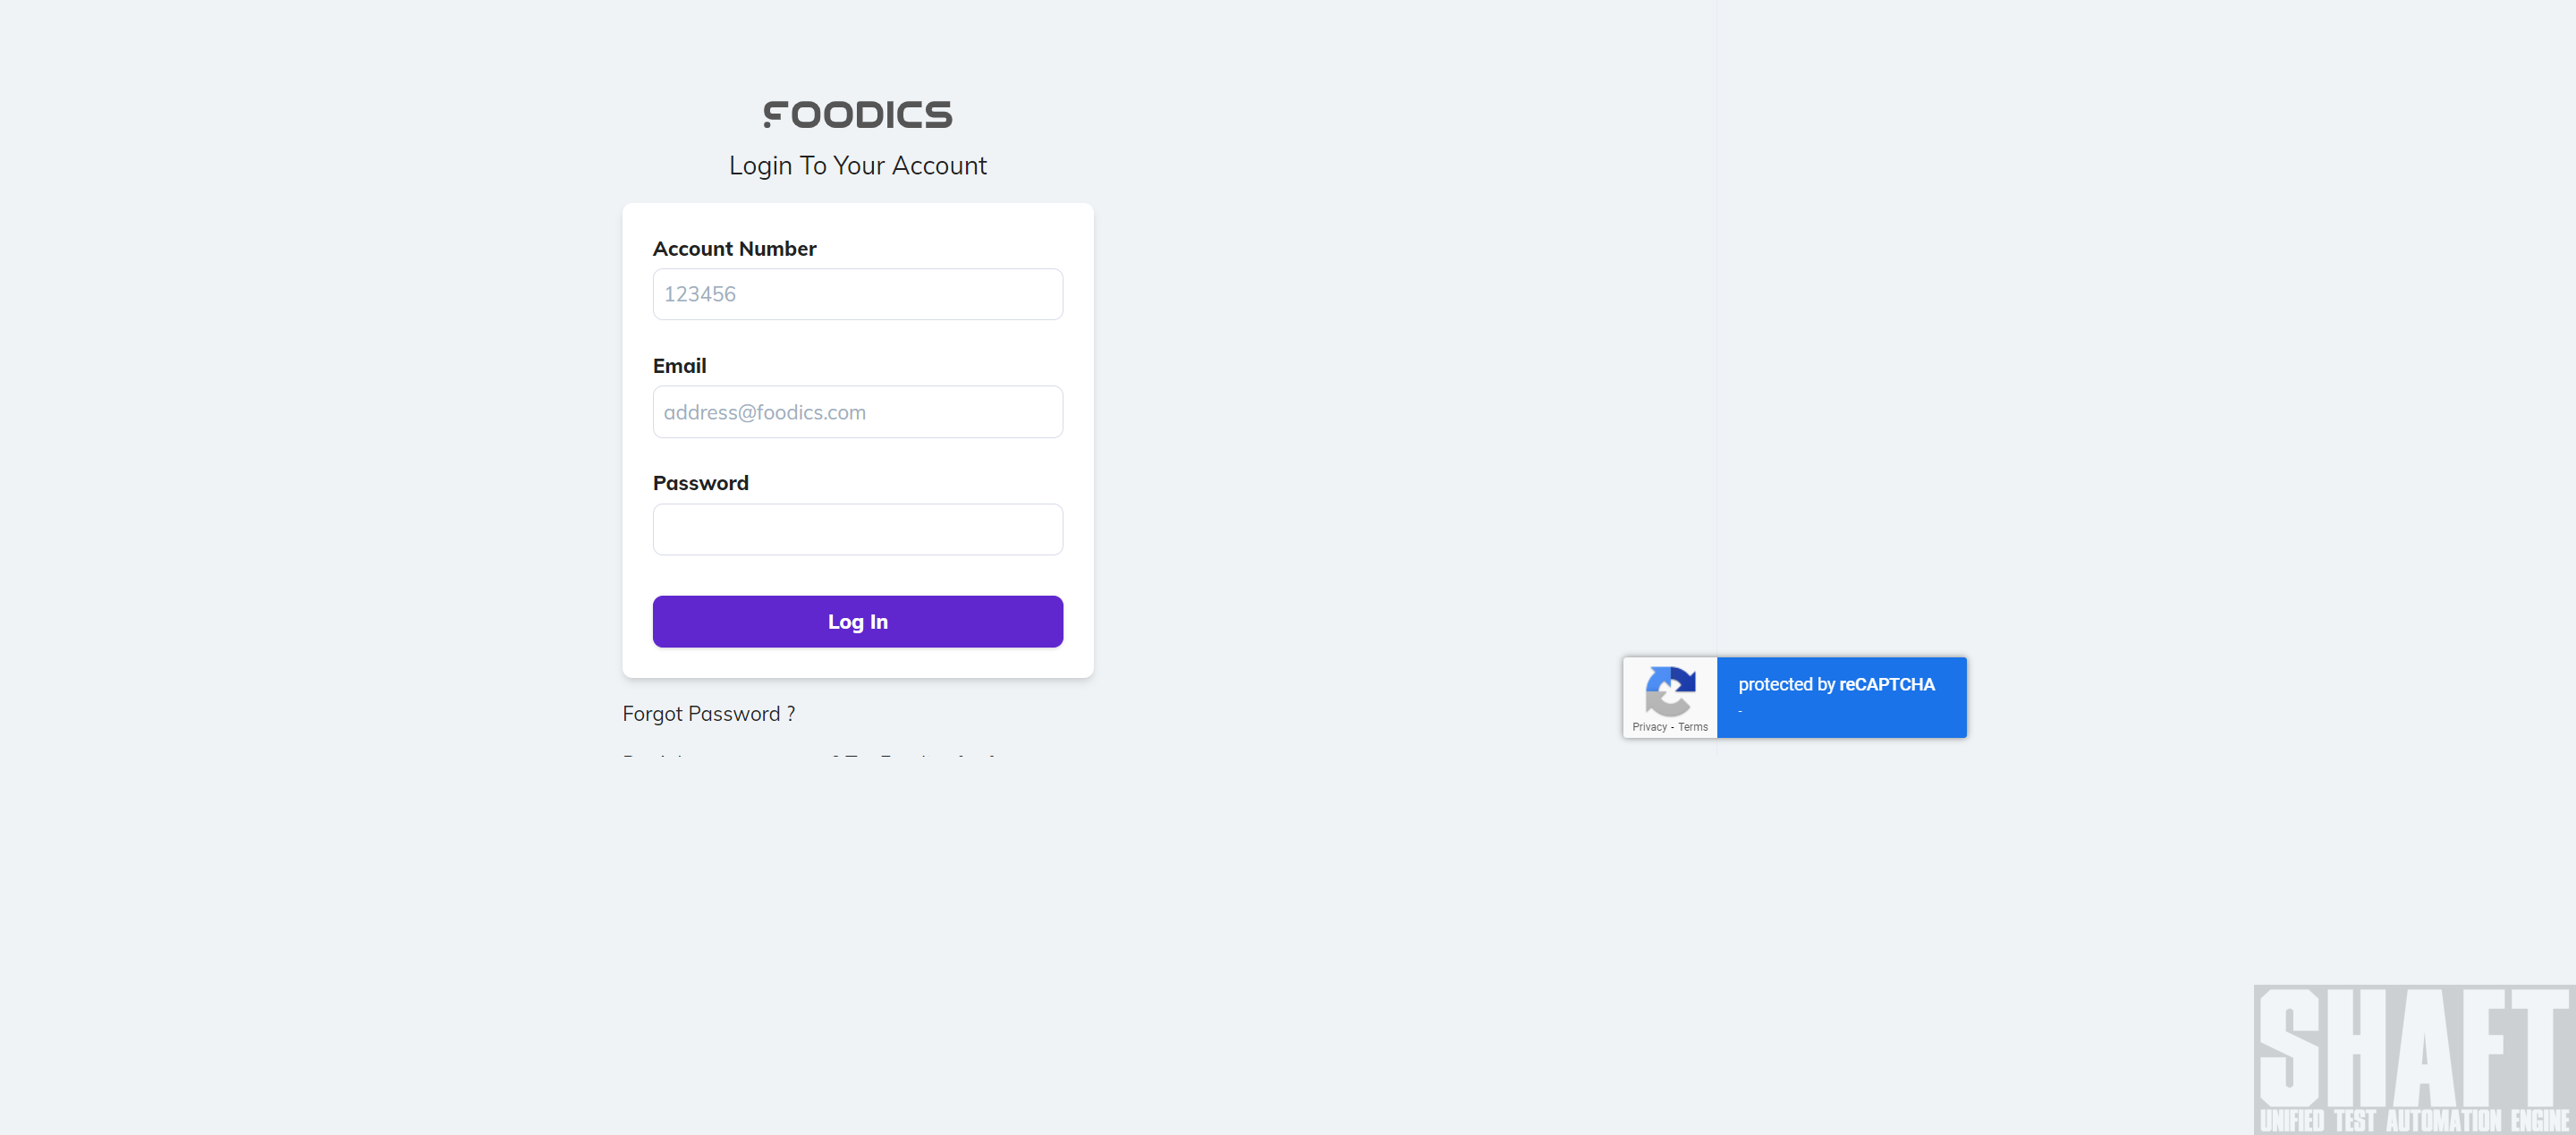 FOODICS
Login To Your Account
Account Number
123456
Email
address@foodics.com
Password
Log In
Forgot Password ?
protected by reCAPTCHA
-
Privacy - Terms
SHAFT
UNIFIED TEST AUTOMATION ENGINE